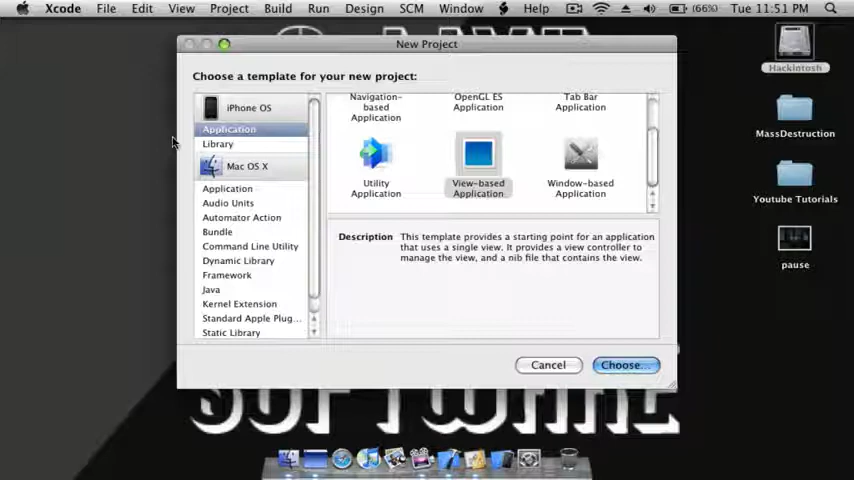 Xcode File Edit View Project Build Run Design SCM Window Help (66%) Tue 11:51 PM
New Project
Choose a template for your new project:
iPhone OS
Application
Library
Mac OS X
Application
Audio Units
Automator Action
Bundle
Command Line Utility
Dynamic Library
Framework
Java
Kernel Extension
Standard Apple Plug...
Static Library
Navigation-
based
Application
OpenGL ES
Application
Tab Bar
Application
Utility
Application
View-based
Application
Window-based
Application
Description This template provides a starting point for an application
that uses a single view. It provides a view controller to
manage the view, and a nib file that contains the view.
Cancel
Choose...
Hackintosh
MassDestruction
Youtube Tutorials
pause
SOFTWARE